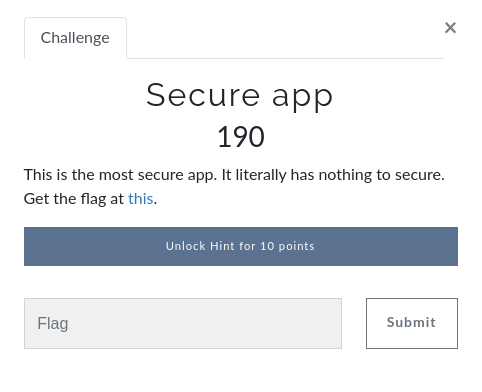 Challenge
×
Secure app
190
This is the most secure app. It literally has nothing to secure.
Get the flag at this.
Unlock Hint for 10 points
Flag
Submit